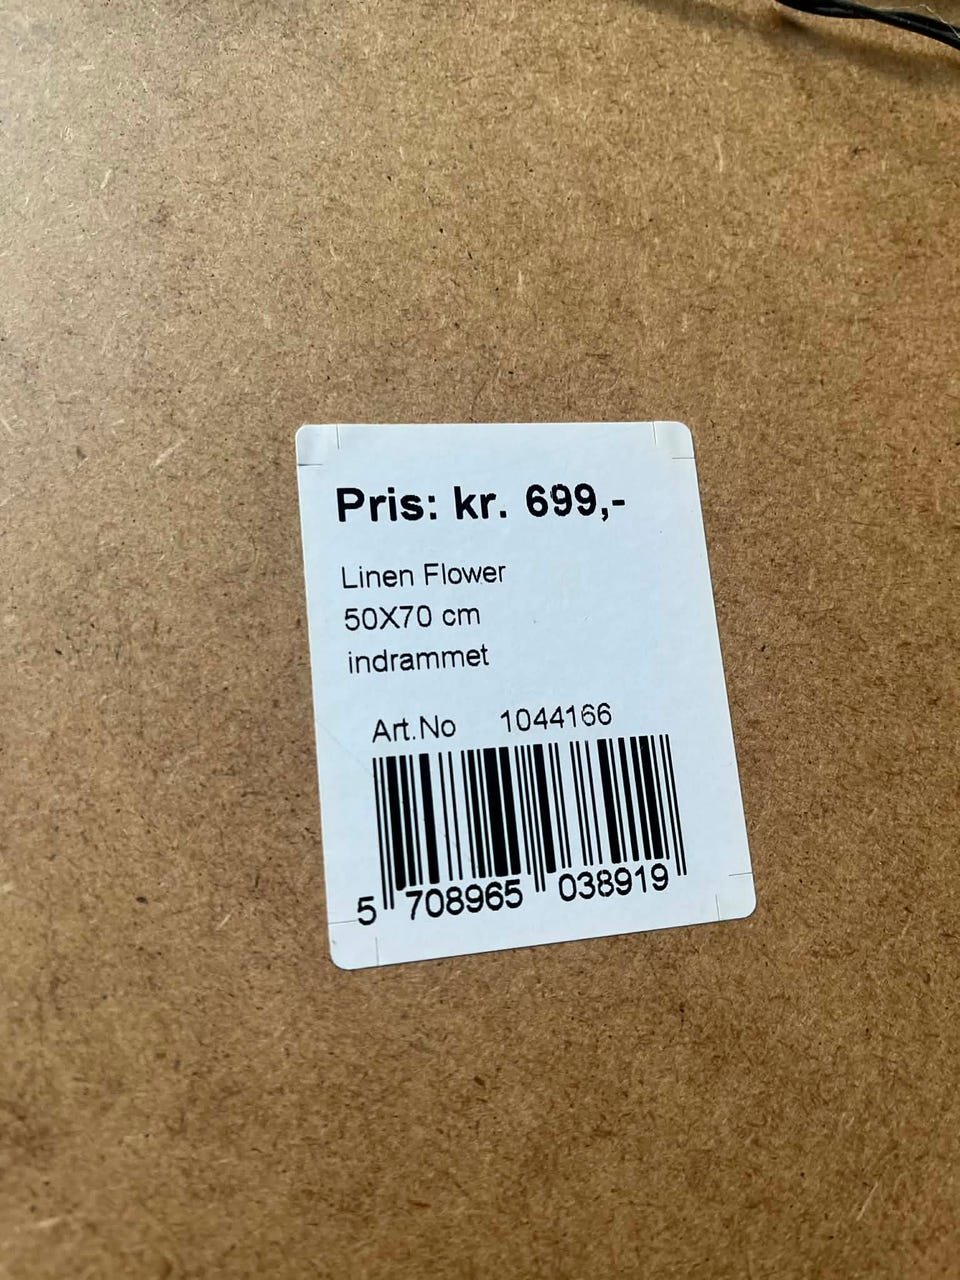 Pris: kr. 699,-
Linen Flower
50X70 cm
indrammet
Art.No 1044166
5 708965 038919